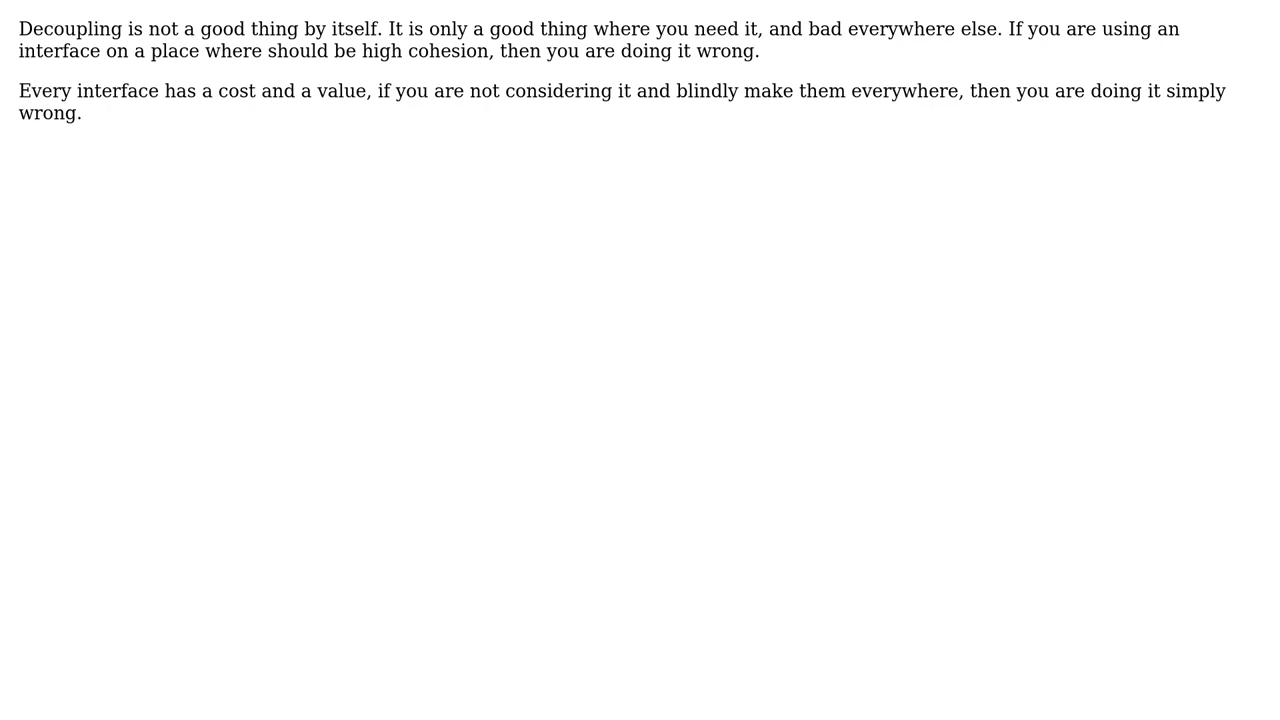 Decoupling is not a good thing by itself. It is only a good thing where you need it, and bad everywhere else. If you are using an
interface on a place where should be high cohesion, then you are doing it wrong.
Every interface has a cost and a value, if you are not considering it and blindly make them everywhere, then you are doing it simply
wrong.